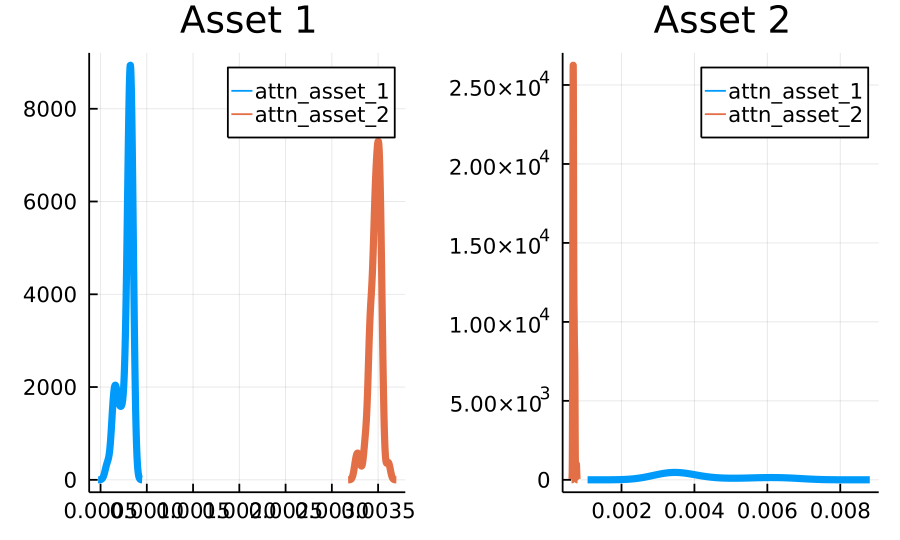 Asset 1
attn_asset_1
attn_asset_2
8000
6000
4000
2000
0
Asset 2
attn_asset_1
attn_asset_2
2.50×10⁴
2.00×10⁴
1.50×10⁴
1.00×10⁴
5.00×10³
0
0.002 0.004 0.006 0.008